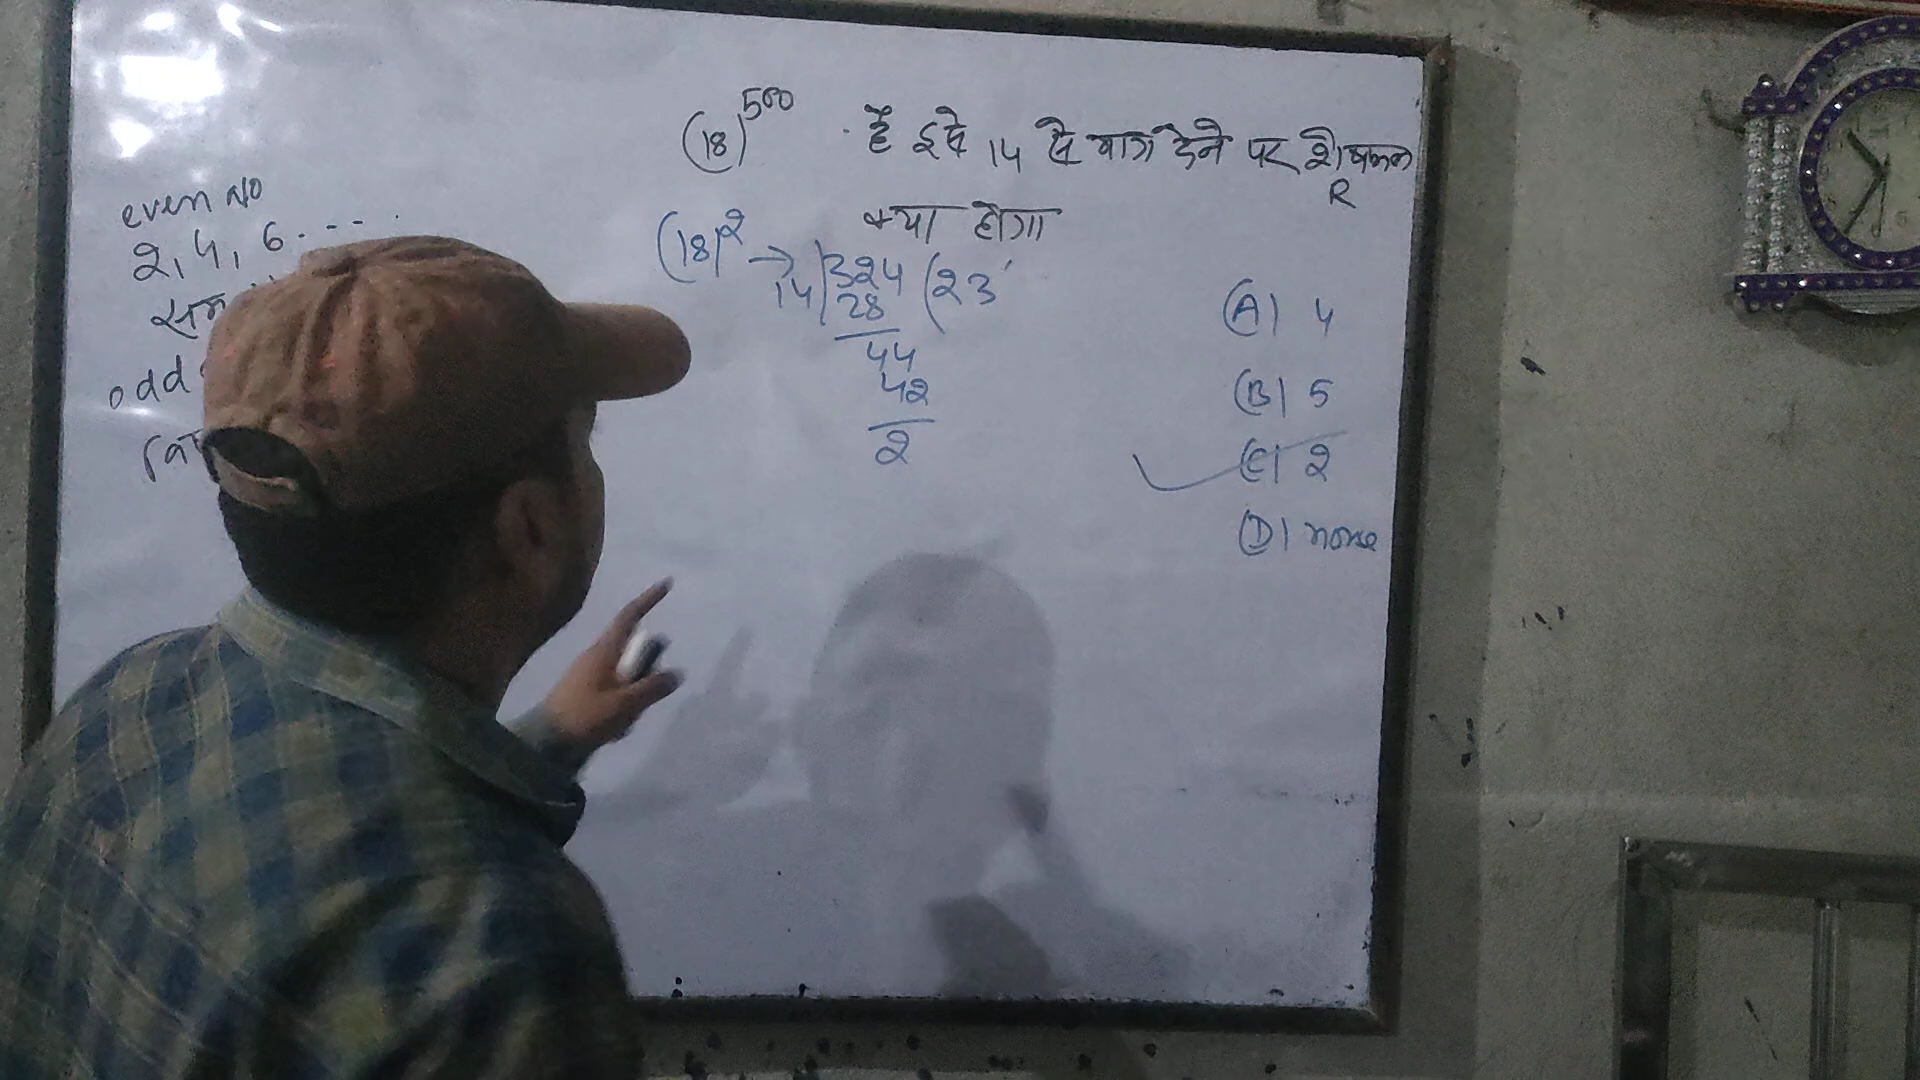 (18)^500 है इसे 14 से भाग देने पर शेषफल
R
क्या होगा
even No
2, 4, 6 ...
सम
odd
(18)^2 → 14) 324 (23
28
44
42
2
(A) 4
(B) 5
(C) 2
(D) none